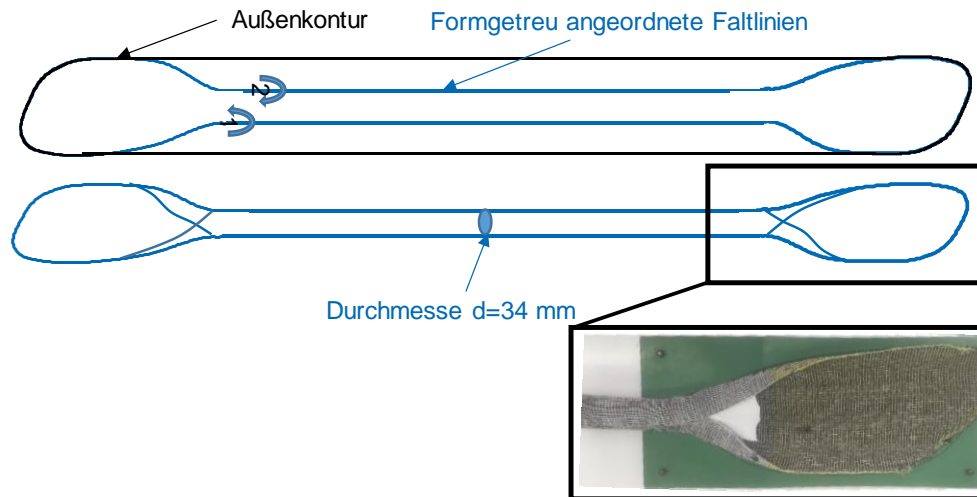 Außenkontur
Formgetreu angeordnete Faltlinien
2
1
Durchmesse d=34 mm